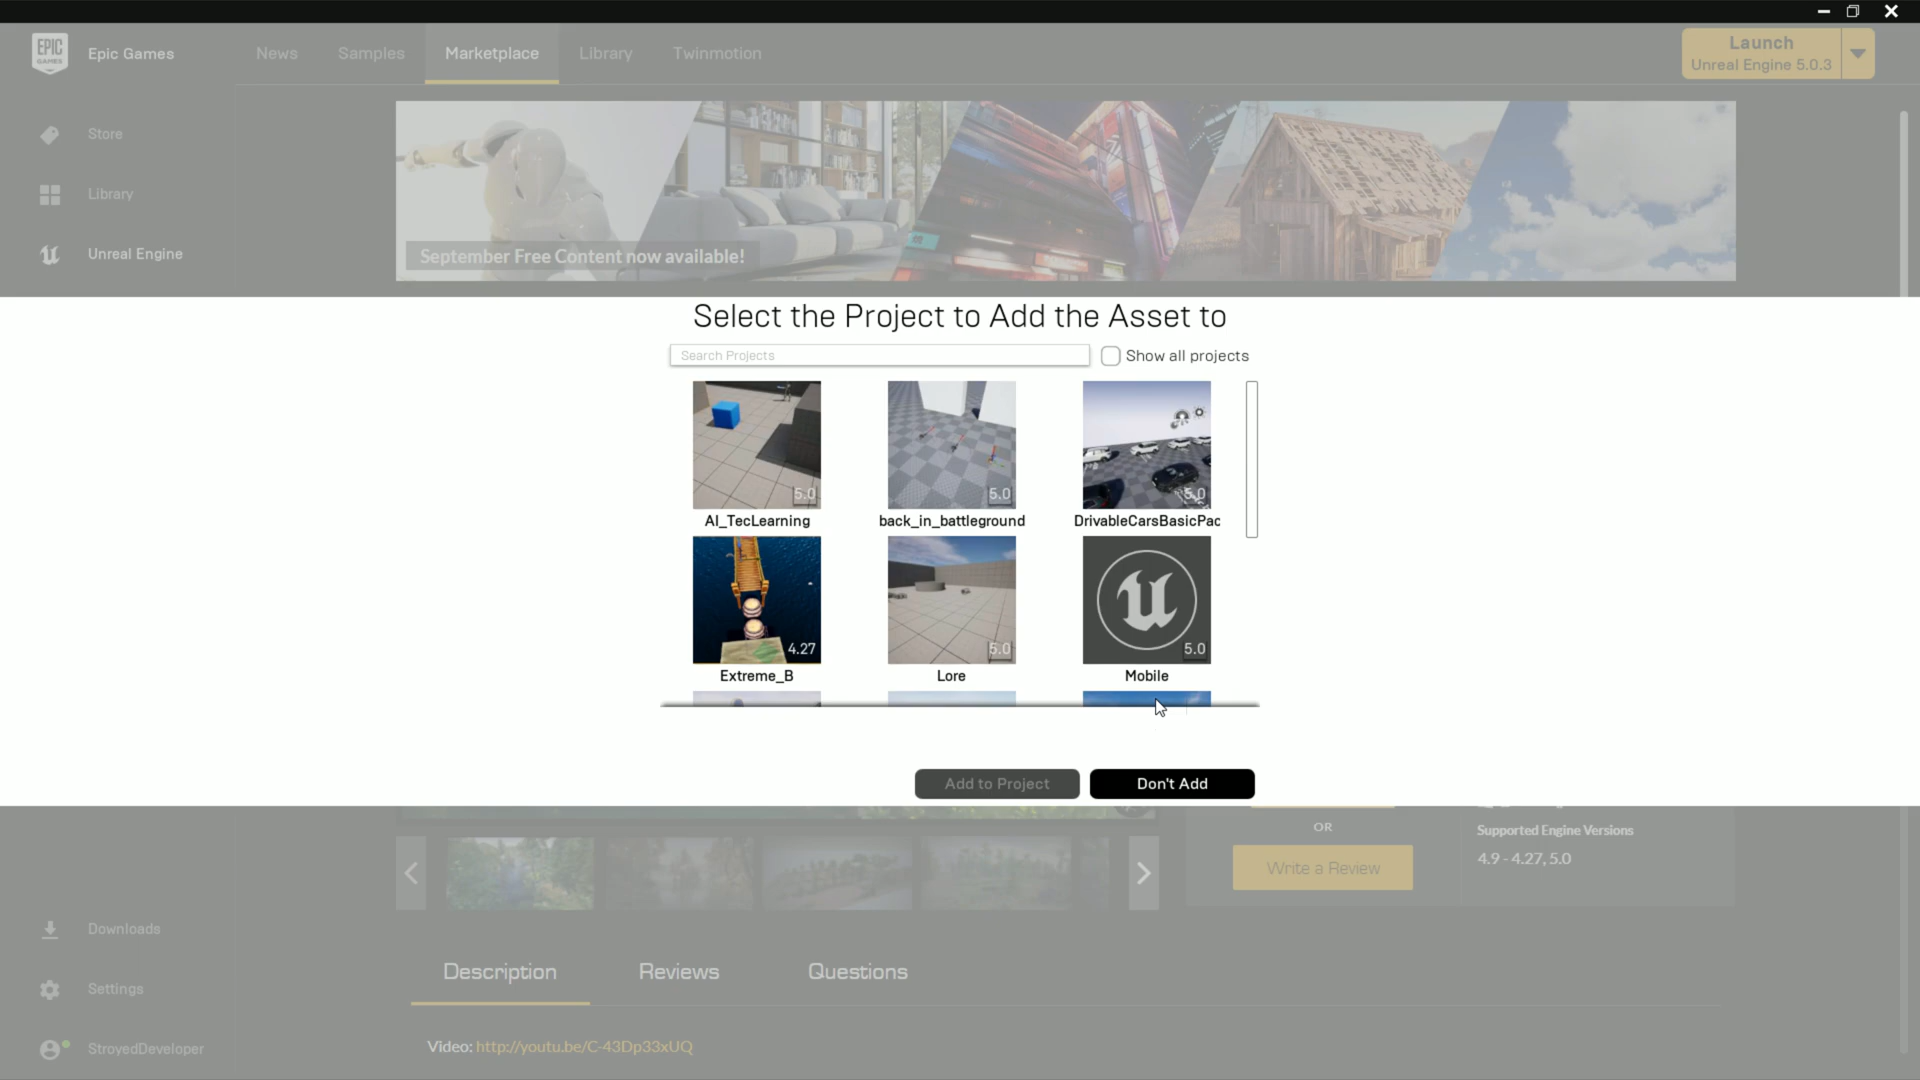 EPIC
GAMES
Epic Games
News
Samples
Marketplace
Library
Twinmotion
Launch
Unreal Engine 5.0.3
Store
Library
Unreal Engine
September Free Content now available!
Select the Project to Add the Asset to
Search Projects
Show all projects
5.0
5.0
5.0
AI_TecLearning
back_in_battleground
DrivableCarsBasicPac
4.27
5.0
5.0
Extreme_B
Lore
Mobile
Add to Project
Don't Add
OR
Write a Review
Supported Engine Versions
4.9 - 4.27, 5.0
Downloads
Settings
StroyedDeveloper
Description
Reviews
Questions
Video: http://youtu.be/C-43Dp33xUQ